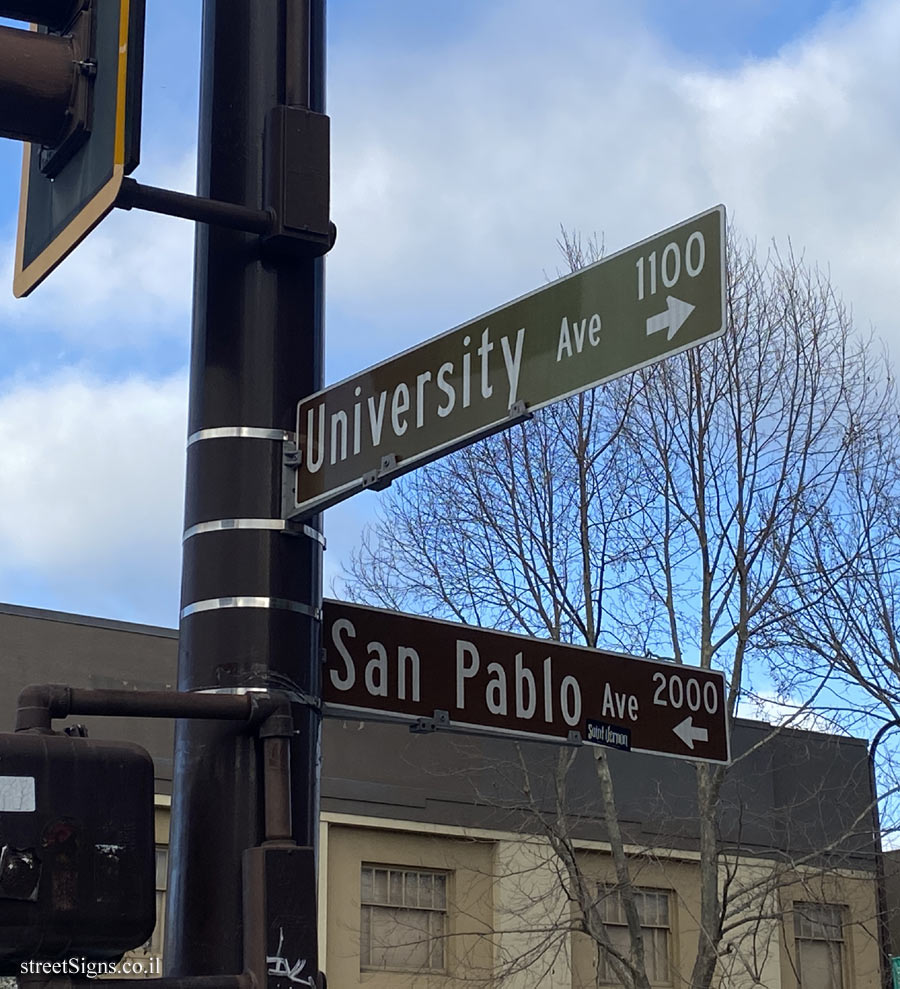 University Ave 1100
San Pablo Ave 2000
Saint Vernon
streetSigns.co.il